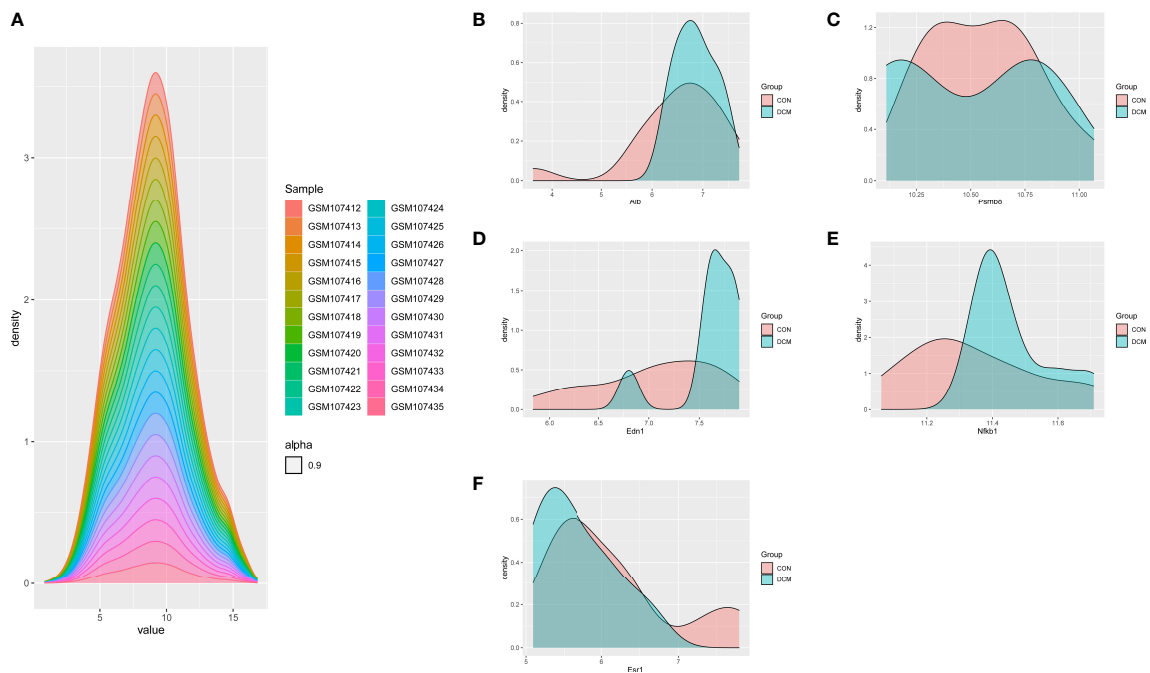 A
density
3
2
1
0
5 10 15
value
Sample
GSM107412 GSM107424
GSM107413 GSM107425
GSM107414 GSM107426
GSM107415 GSM107427
GSM107416 GSM107428
GSM107417 GSM107429
GSM107418 GSM107430
GSM107419 GSM107431
GSM107420 GSM107432
GSM107421 GSM107433
GSM107422 GSM107434
GSM107423 GSM107435
alpha
0.9
B
density
0.8
0.6
0.4
0.2
0.0
4 5 6 7
Alb
Group
CON
DCM
C
density
1.2
0.8
0.4
0.0
10.25 10.50 10.75 11.00
Psmb8
Group
CON
DCM
D
density
2.0
1.5
1.0
0.5
0.0
6.0 6.5 7.0 7.5
Edn1
Group
CON
DCM
E
density
4
3
2
1
0
11.2 11.4 11.6
Nfkb1
Group
CON
DCM
F
density
0.6
0.4
0.2
0.0
5 6 7
Esr1
Group
CON
DCM